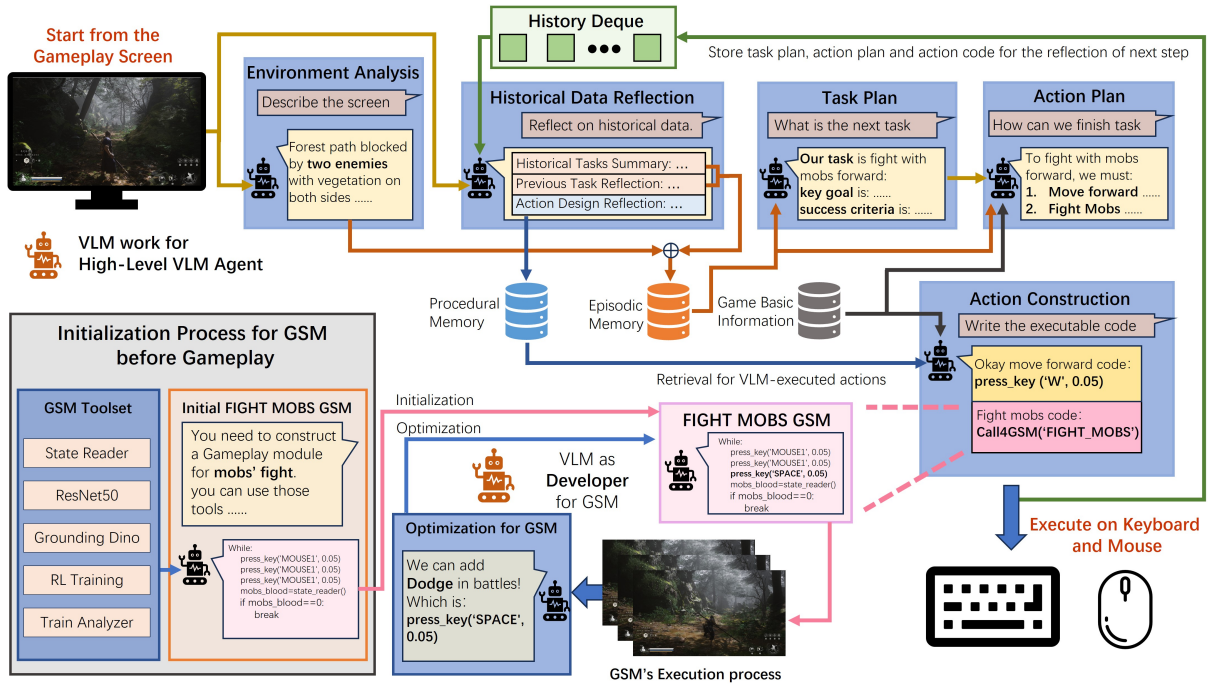 Start from the
Gameplay Screen
History Deque
Store task plan, action plan and action code for the reflection of next step
Environment Analysis
Describe the screen
Forest path blocked
by two enemies
with vegetation on
both sides ......
Historical Data Reflection
Reflect on historical data.
Historical Tasks Summary: ...
Previous Task Reflection: ...
Action Design Reflection: ...
Task Plan
What is the next task
Our task is fight with
mobs forward:
key goal is: ......
success criteria is: ......
Action Plan
How can we finish task
To fight with mobs
forward, we must:
1. Move forward ......
2. Fight Mobs ......
VLM work for
High-Level VLM Agent
Procedural
Memory
Episodic
Memory
Game Basic
Information
Action Construction
Write the executable code
Okay move forward code:
press_key (‘W’, 0.05)
Fight mobs code:
Call4GSM(‘FIGHT_MOBS’)
Retrieval for VLM-executed actions
Initialization Process for GSM
before Gameplay
GSM Toolset
State Reader
ResNet50
Grounding Dino
RL Training
Train Analyzer
Initial FIGHT MOBS GSM
You need to construct
a Gameplay module
for mobs’ fight.
you can use those
tools ......
While:
press_key('MOUSE1', 0.05)
press_key('MOUSE1', 0.05)
press_key('MOUSE1', 0.05)
mobs_blood=state_reader()
if mobs_blood==0:
break
Initialization
Optimization
VLM as
Developer
for GSM
FIGHT MOBS GSM
While:
press_key('MOUSE1', 0.05)
press_key('MOUSE1', 0.05)
press_key('SPACE', 0.05)
mobs_blood=state_reader()
if mobs_blood==0:
break
Optimization for GSM
We can add
Dodge in battles!
Which is:
press_key(‘SPACE’,
0.05)
GSM’s Execution process
Execute on Keyboard
and Mouse